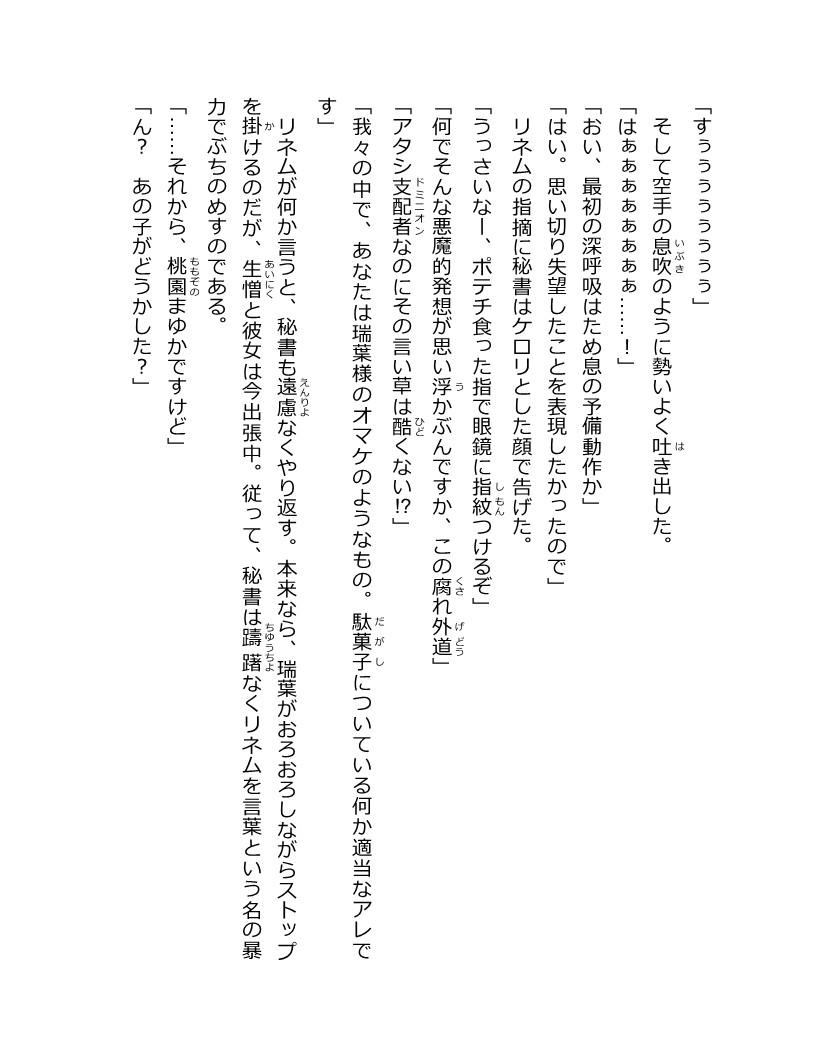 「すぅぅぅぅぅぅぅぅ」
　そして空手の息吹のように勢いよく吐き出した。
「はぁぁぁぁぁぁぁぁ……！」
「おい、最初の深呼吸はため息の予備動作か」
「はい。思い切り失望したことを表現したかったので」
　リネムの指摘に秘書はケロリとした顔で告げた。
「うっさいなー、ポテチ食った指で眼鏡に指紋つけるぞ」
「何でそんな悪魔的発想が思い浮かぶんですか、この腐れ外道」
「アタシ支配者なのにその言い草は酷くない!?」
「我々の中で、あなたは瑞葉様のオマケのようなもの。駄菓子についている何か適当なアレで
す」
　リネムが何か言うと、秘書も遠慮なくやり返す。本来なら、瑞葉がおろおろしながらストップ
を掛けるのだが、生憎と彼女は今出張中。従って、秘書は躊躇なくリネムを言葉という名の暴
力でぶちのめすのである。
「……それから、桃園まゆかですけど」
「ん？　あの子がどうかした？」